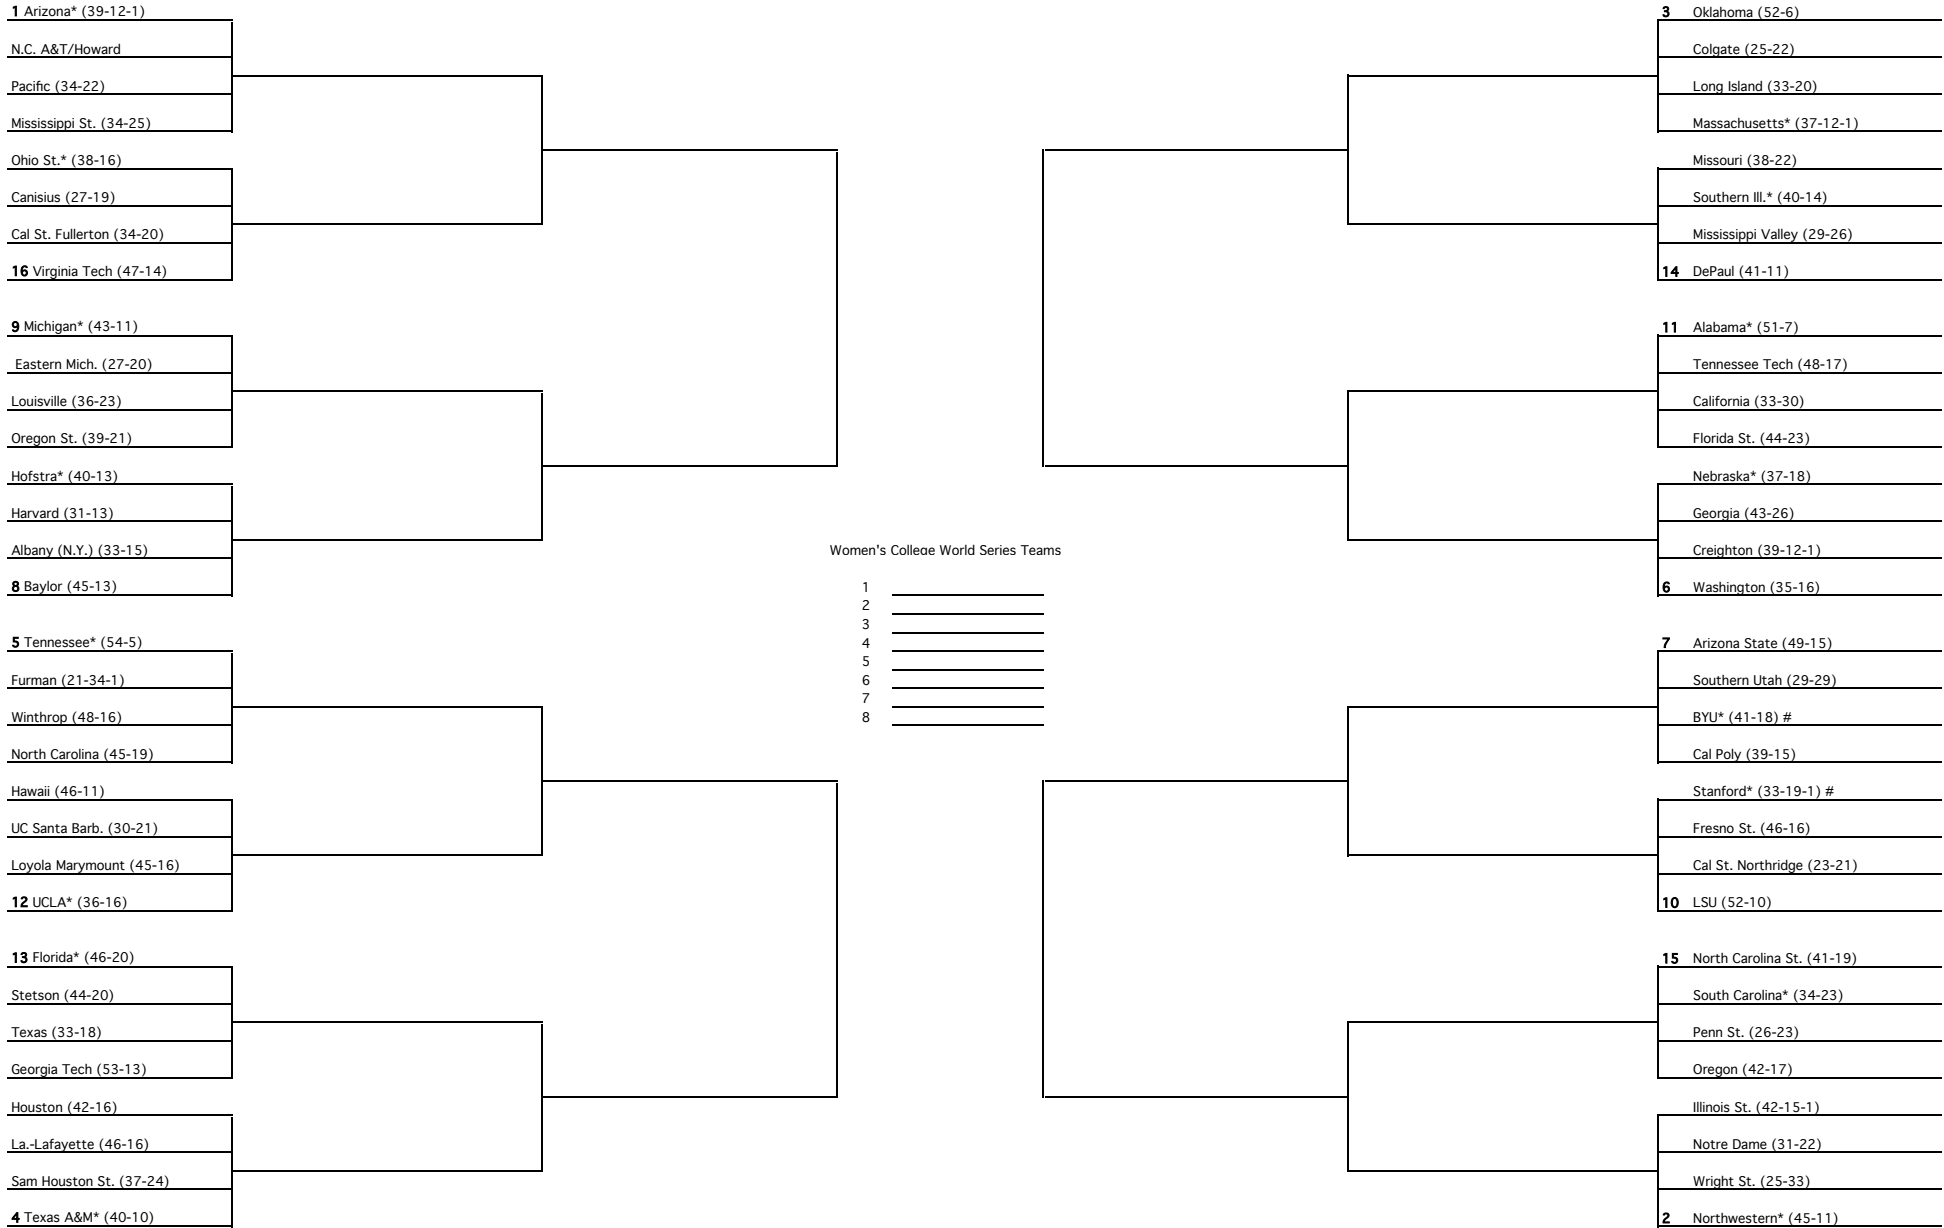 1 Arizona* (39-12-1)
N.C. A&T/Howard
Pacific (34-22)
Mississippi St. (34-25)
Ohio St.* (38-16)
Canisius (27-19)
Cal St. Fullerton (34-20)
16 Virginia Tech (47-14)
9 Michigan* (43-11)
Eastern Mich. (27-20)
Louisville (36-23)
Oregon St. (39-21)
Hofstra* (40-13)
Harvard (31-13)
Albany (N.Y.) (33-15)
8 Baylor (45-13)
5 Tennessee* (54-5)
Furman (21-34-1)
Winthrop (48-16)
North Carolina (45-19)
Hawaii (46-11)
UC Santa Barb. (30-21)
Loyola Marymount (45-16)
12 UCLA* (36-16)
13 Florida* (46-20)
Stetson (44-20)
Texas (33-18)
Georgia Tech (53-13)
Houston (42-16)
La.-Lafayette (46-16)
Sam Houston St. (37-24)
4 Texas A&M* (40-10)
Women's College World Series Teams
1
2
3
4
5
6
7
8
3 Oklahoma (52-6)
Colgate (25-22)
Long Island (33-20)
Massachusetts* (37-12-1)
Missouri (38-22)
Southern Ill.* (40-14)
Mississippi Valley (29-26)
14 DePaul (41-11)
11 Alabama* (51-7)
Tennessee Tech (48-17)
California (33-30)
Florida St. (44-23)
Nebraska* (37-18)
Georgia (43-26)
Creighton (39-12-1)
6 Washington (35-16)
7 Arizona State (49-15)
Southern Utah (29-29)
BYU* (41-18) #
Cal Poly (39-15)
Stanford* (33-19-1) #
Fresno St. (46-16)
Cal St. Northridge (23-21)
10 LSU (52-10)
15 North Carolina St. (41-19)
South Carolina* (34-23)
Penn St. (26-23)
Oregon (42-17)
Illinois St. (42-15-1)
Notre Dame (31-22)
Wright St. (25-33)
2 Northwestern* (45-11)